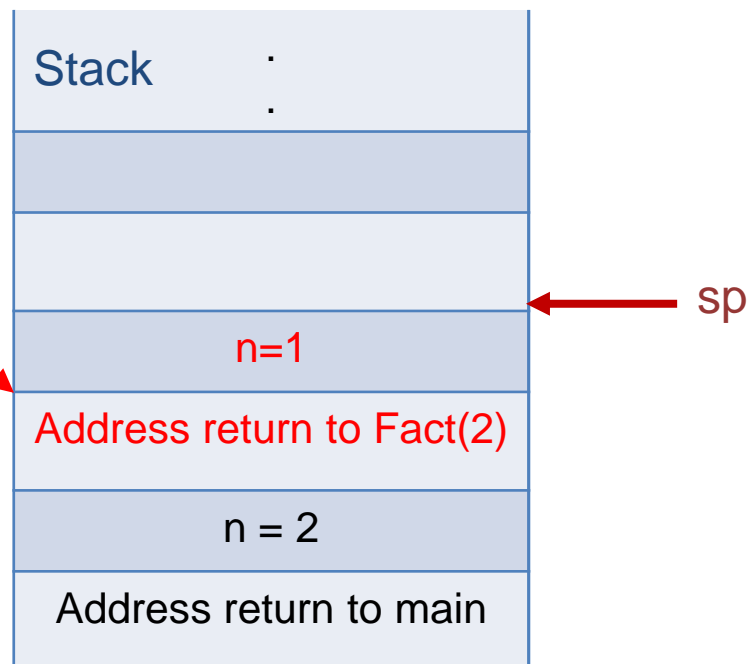 Stack .
.
sp
n=1
Address return to Fact(2)
n = 2
Address return to main